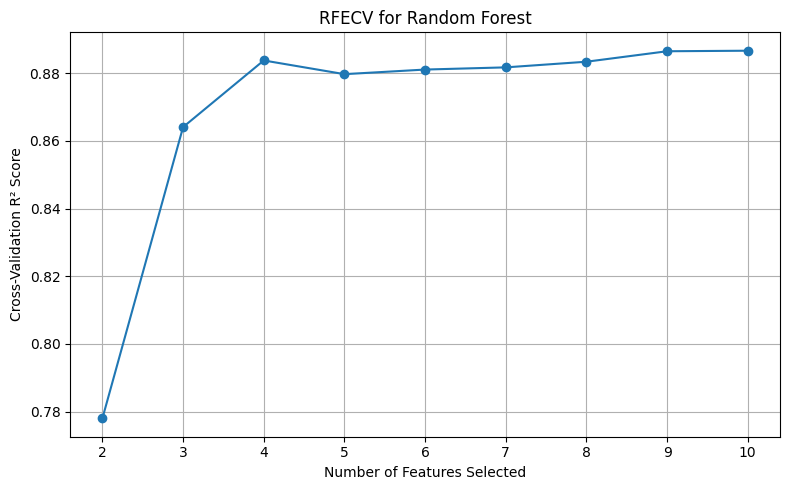 RFECV for Random Forest
Cross-Validation R² Score
0.88
0.86
0.84
0.82
0.80
0.78
2 3 4 5 6 7 8 9 10
Number of Features Selected